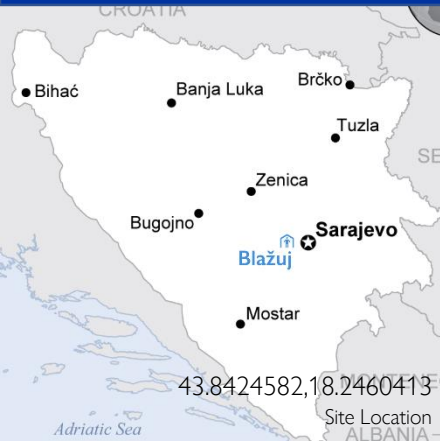 CROATIA
Bihać
Banja Luka
Brčko
Tuzla
SE
Zenica
Bugojno
Sarajevo
Blažuj
Mostar
43.8424582,18.2460413
MONTENE
Site Location
Adriatic Sea
ALBANIA